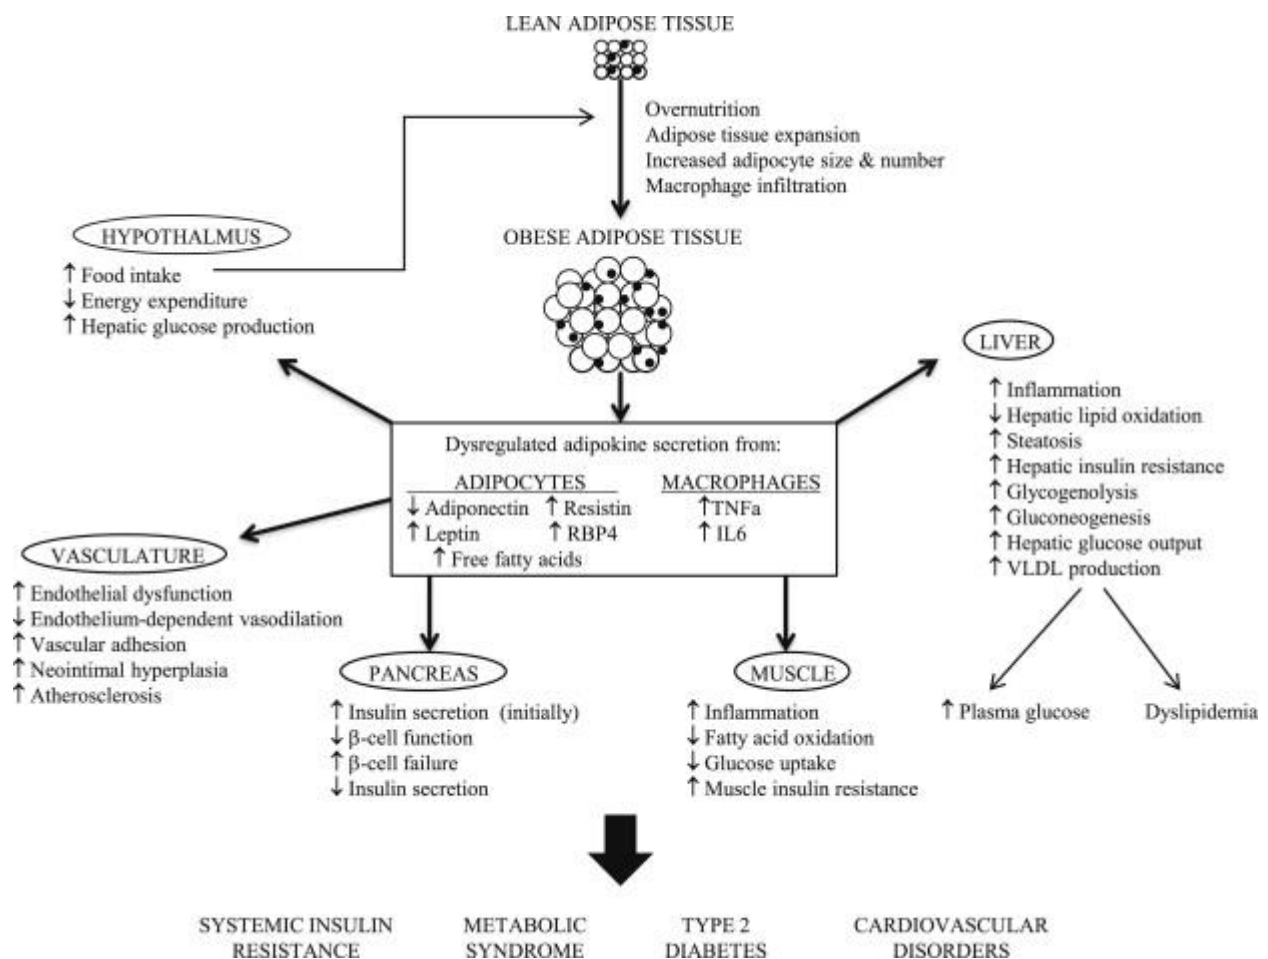 LEAN ADIPOSE TISSUE
Overnutrition
Adipose tissue expansion
Increased adipocyte size & number
Macrophage infiltration
HYPOTHALMUS
↑ Food intake
↓ Energy expenditure
↑ Hepatic glucose production
OBESE ADIPOSE TISSUE
LIVER
↑ Inflammation
↓ Hepatic lipid oxidation
↑ Steatosis
↑ Hepatic insulin resistance
↑ Glycogenolysis
↑ Gluconeogenesis
↑ Hepatic glucose output
↑ VLDL production
↑ Plasma glucose
Dyslipidemia
Dysregulated adipokine secretion from:
ADIPOCYTES
↓ Adiponectin ↑ Resistin
↑ Leptin ↑ RBP4
↑ Free fatty acids
MACROPHAGES
↑TNFa
↑ IL6
VASCULATURE
↑ Endothelial dysfunction
↓ Endothelium-dependent vasodilation
↑ Vascular adhesion
↑ Neointimal hyperplasia
↑ Atherosclerosis
PANCREAS
↑ Insulin secretion (initially)
↓ β-cell function
↑ β-cell failure
↓ Insulin secretion
MUSCLE
↑ Inflammation
↓ Fatty acid oxidation
↓ Glucose uptake
↑ Muscle insulin resistance
SYSTEMIC INSULIN
RESISTANCE
METABOLIC
SYNDROME
TYPE 2
DIABETES
CARDIOVASCULAR
DISORDERS